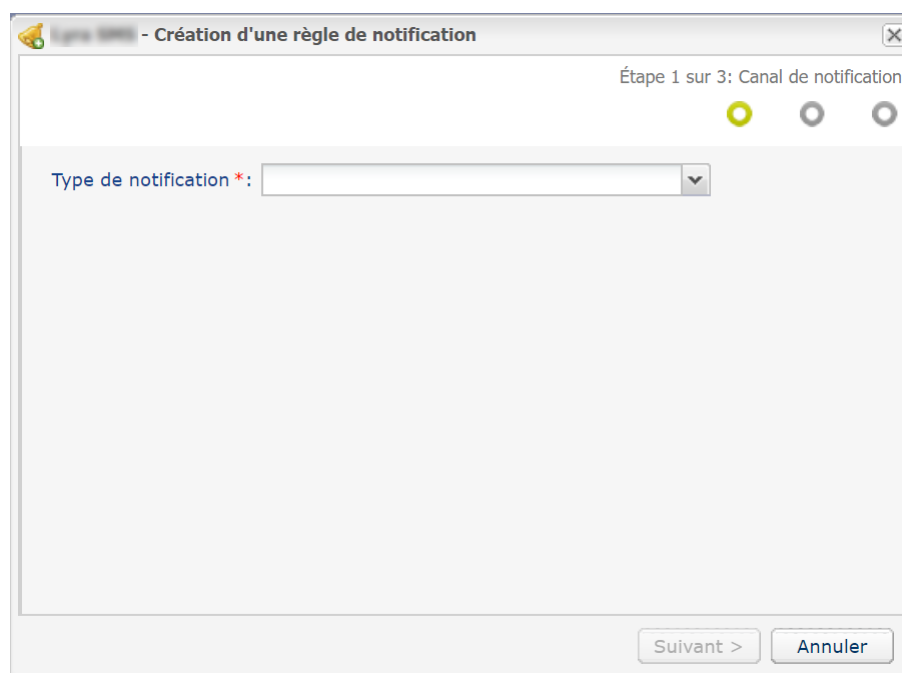 - Création d'une règle de notification
Étape 1 sur 3: Canal de notification
Type de notification *:
Suivant >
Annuler